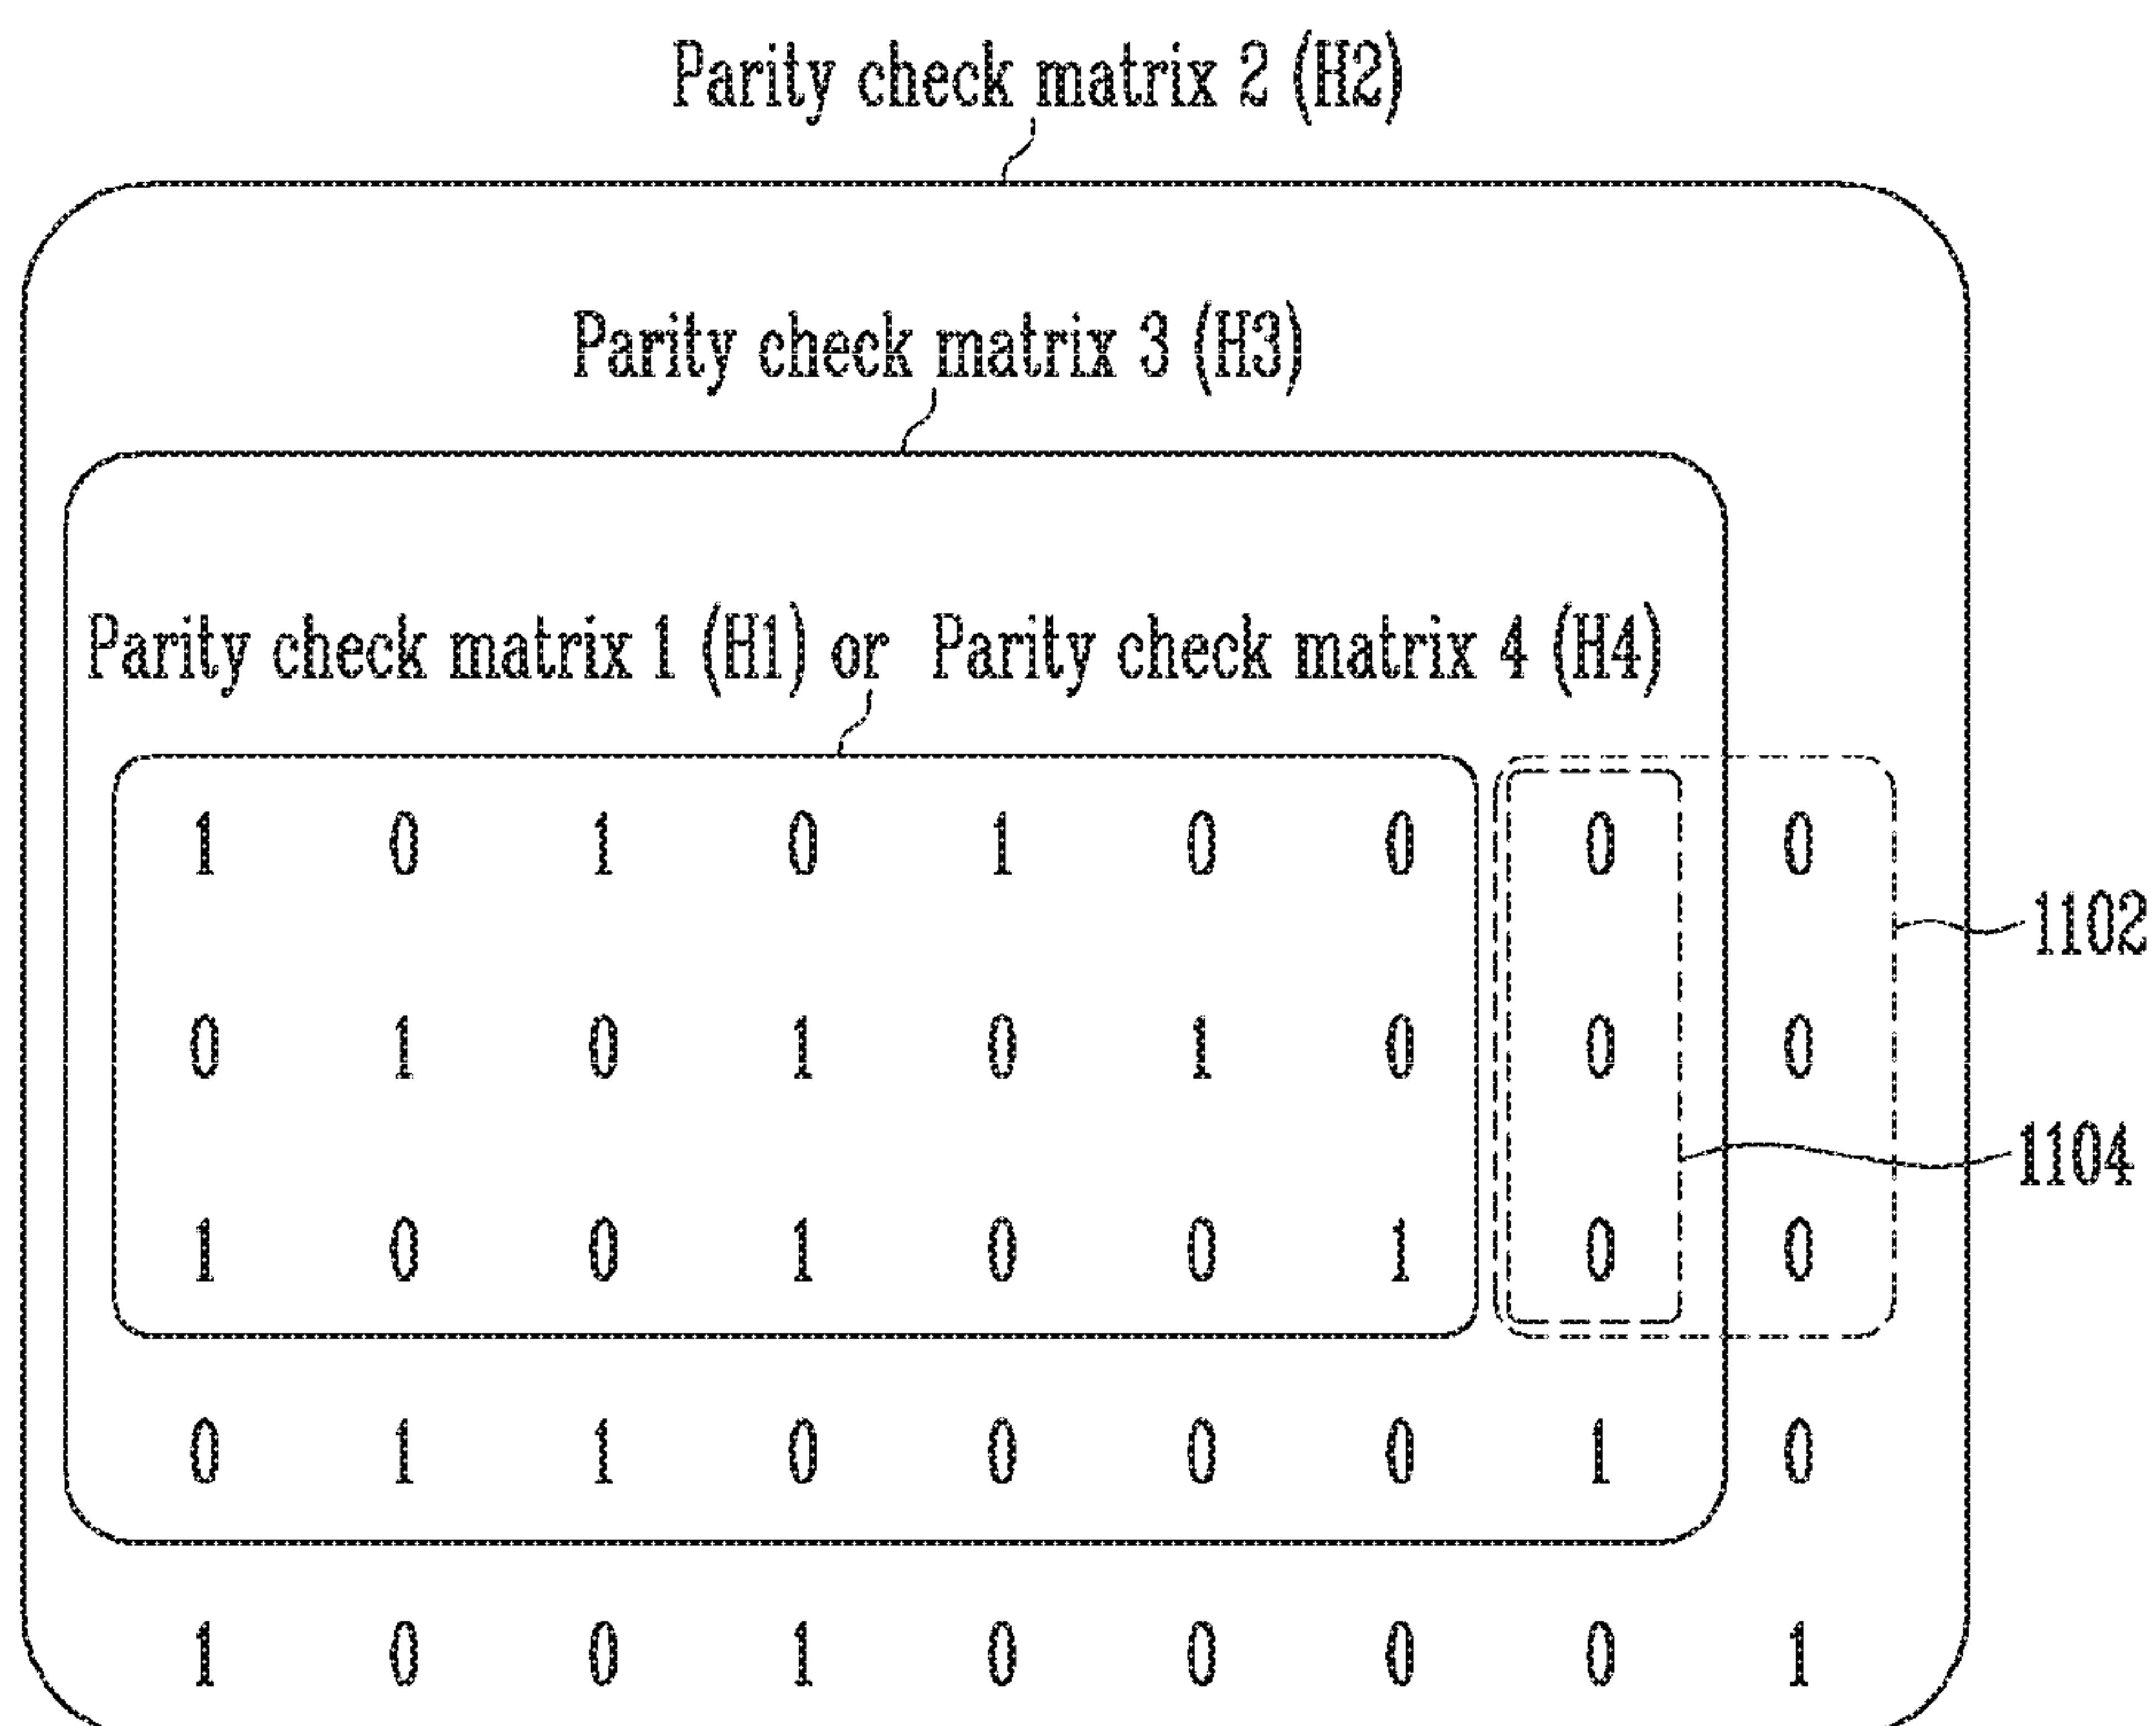 Parity check matrix 2 (H2)
Parity check matrix 3 (H3)
Parity check matrix 1 (H1) or Parity check matrix 4 (H4)
1 0 1 0 1 0 0 0 0
1102
0 1 0 1 0 1 0 0 0
1104
1 0 0 1 0 0 1 0 0
0 1 1 0 0 0 0 1 0
1 0 0 1 0 0 0 0 1